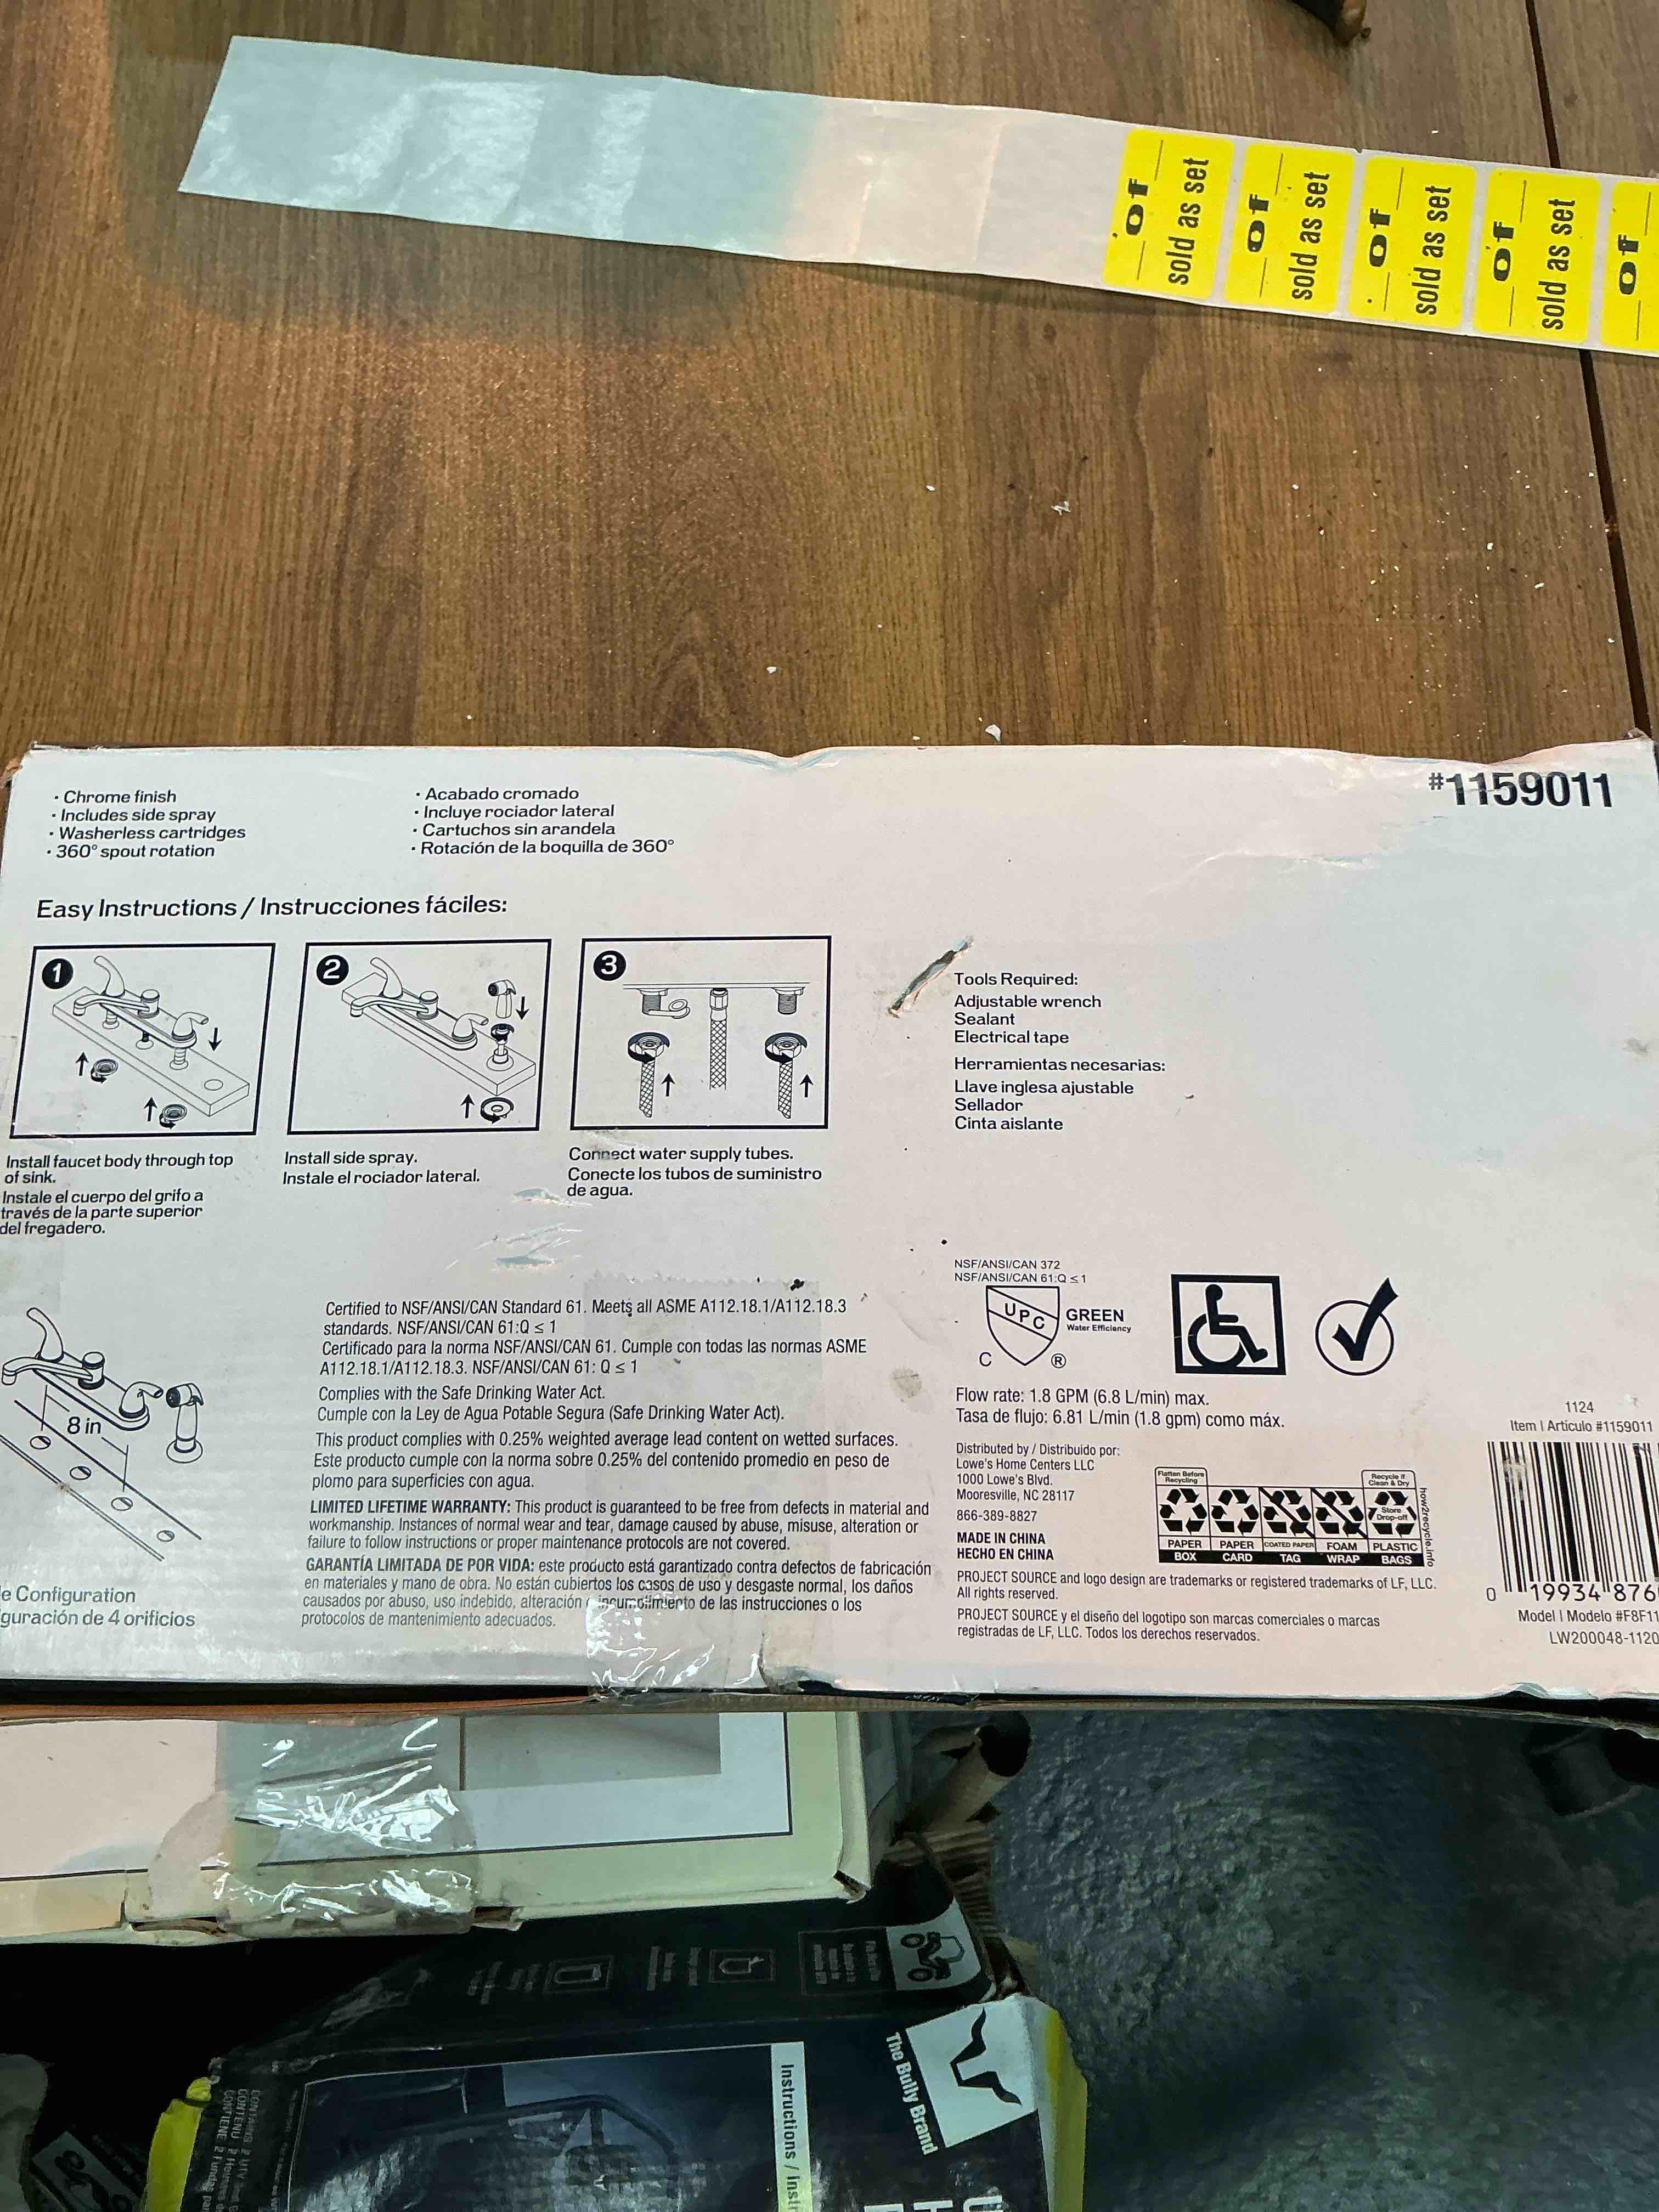 of
sold as set
of
sold as set
of
sold as set
of
sold as set
of
#1159011
· Chrome finish
· Includes side spray
· Washerless cartridges
· 360° spout rotation
· Acabado cromado
· Incluye rociador lateral
· Cartuchos sin arandela
· Rotación de la boquilla de 360°
Easy Instructions / Instrucciones fáciles:
1
2
3
Install faucet body through top
of sink.
Instale el cuerpo del grifo a
través de la parte superior
del fregadero.
Install side spray.
Instale el rociador lateral.
Connect water supply tubes.
Conecte los tubos de suministro
de agua.
Tools Required:
Adjustable wrench
Sealant
Electrical tape
Herramientas necesarias:
Llave inglesa ajustable
Sellador
Cinta aislante
8 in
e Configuration
guración de 4 orificios
Certified to NSF/ANSI/CAN Standard 61. Meets all ASME A112.18.1/A112.18.3
standards. NSF/ANSI/CAN 61:Q ≤ 1
Certificado para la norma NSF/ANSI/CAN 61. Cumple con todas las normas ASME
A112.18.1/A112.18.3. NSF/ANSI/CAN 61: Q ≤ 1
Complies with the Safe Drinking Water Act.
Cumple con la Ley de Agua Potable Segura (Safe Drinking Water Act).
This product complies with 0.25% weighted average lead content on wetted surfaces.
Este producto cumple con la norma sobre 0.25% del contenido promedio en peso de
plomo para superficies con agua.
LIMITED LIFETIME WARRANTY: This product is guaranteed to be free from defects in material and
workmanship. Instances of normal wear and tear, damage caused by abuse, misuse, alteration or
failure to follow instructions or proper maintenance protocols are not covered.
GARANTÍA LIMITADA DE POR VIDA: este producto está garantizado contra defectos de fabricación
en materiales y mano de obra. No están cubiertos los casos de uso y desgaste normal, los daños
causados por abuso, uso indebido, alteración incumplimiento de las instrucciones o los
protocolos de mantenimiento adecuados.
NSF/ANSI/CAN 372
NSF/ANSI/CAN 61:Q ≤ 1
UPC
C ®
GREEN
Water Efficiency
Flow rate: 1.8 GPM (6.8 L/min) max.
Tasa de flujo: 6.81 L/min (1.8 gpm) como máx.
Distributed by / Distribuido por:
Lowe's Home Centers LLC
1000 Lowe's Blvd.
Mooresville, NC 28117
866-389-8827
MADE IN CHINA
HECHO EN CHINA
Flatten Before
Recycling
Recycle if
Clean & Dry
Store
Drop-off
PAPER PAPER COATED PAPER FOAM PLASTIC
BOX CARD TAG WRAP BAGS
how2recycle.info
PROJECT SOURCE and logo design are trademarks or registered trademarks of LF, LLC.
All rights reserved.
PROJECT SOURCE y el diseño del logotipo son marcas comerciales o marcas
registradas de LF, LLC. Todos los derechos reservados.
1124
Item | Artículo #1159011
0 19934 876
Model | Modelo #F8F11
LW200048-1120
The Bully Brand
Instructions / Inst